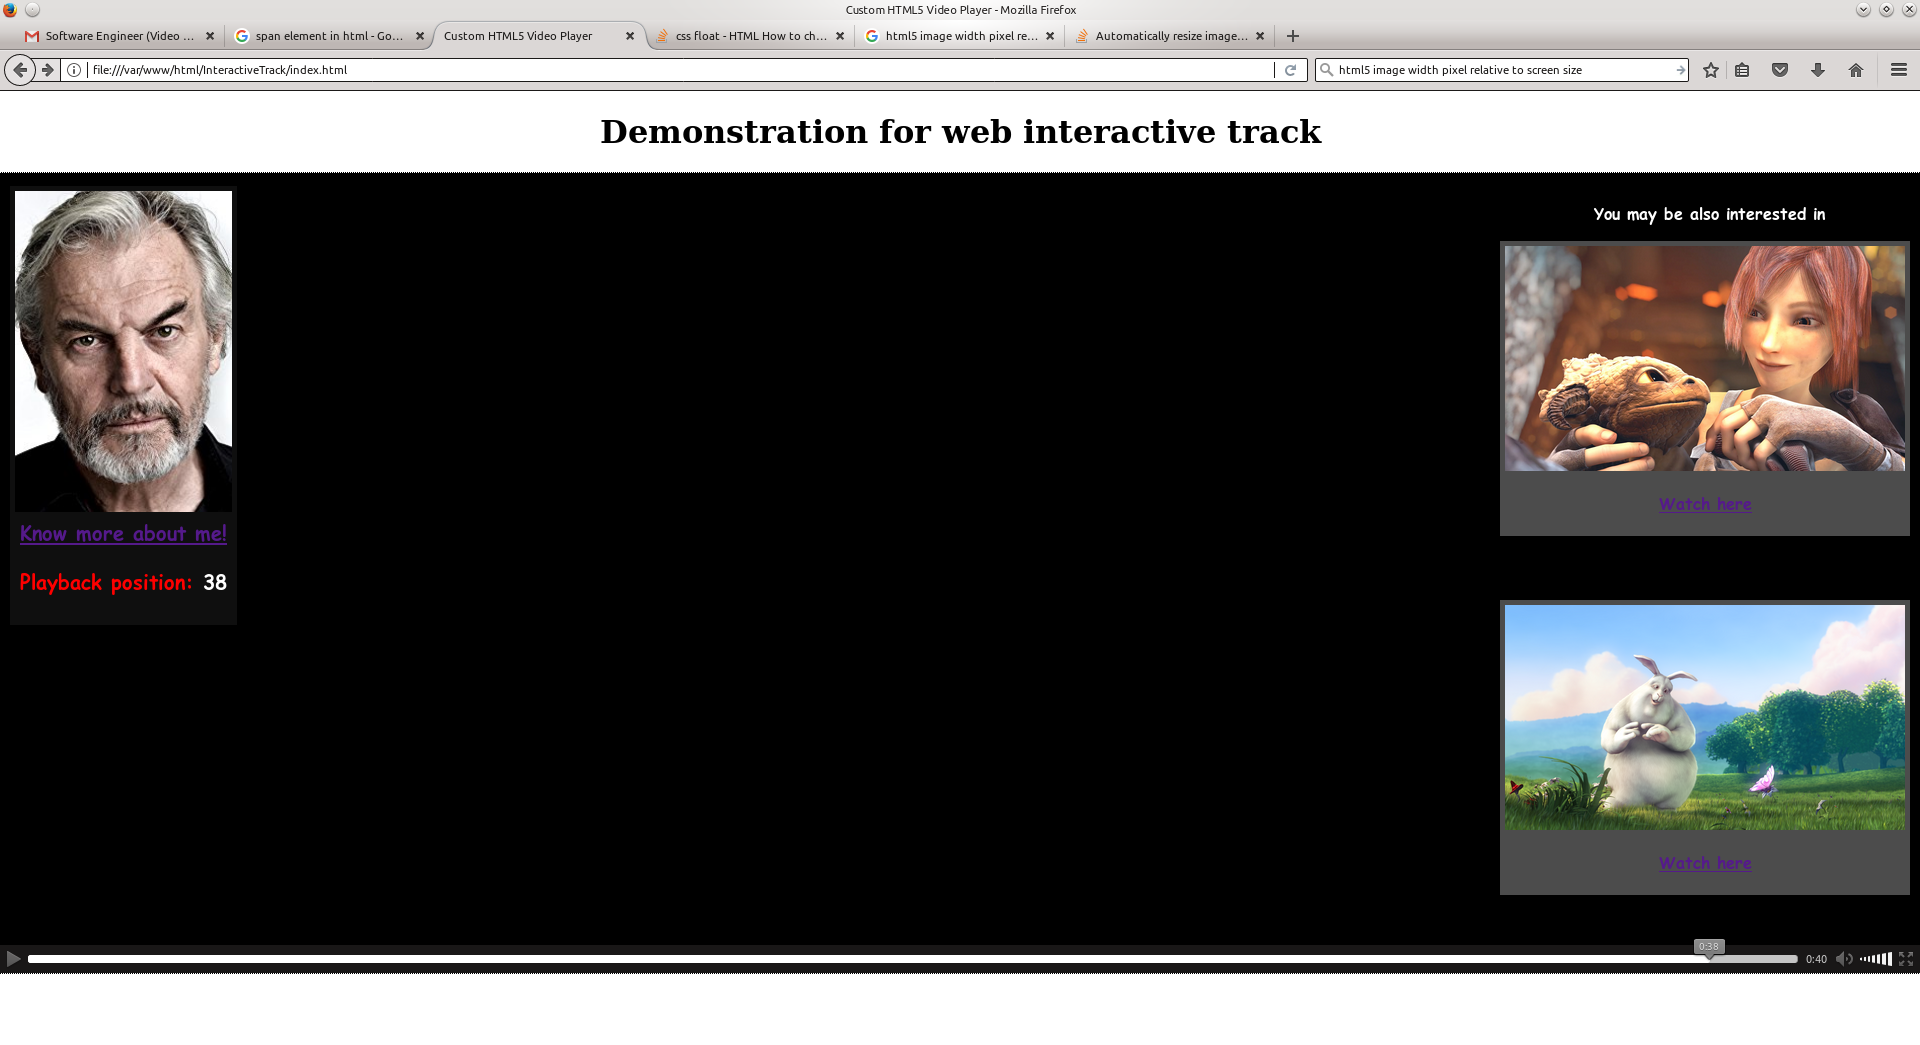 Custom HTML5 Video Player - Mozilla Firefox
Software Engineer (Video ...
span element in html - Go...
Custom HTML5 Video Player
css float - HTML How to ch...
html5 image width pixel re...
Automatically resize image...
file:///var/www/html/InteractiveTrack/index.html
html5 image width pixel relative to screen size
Demonstration for web interactive track
Know more about me!
Playback position: 38
You may be also interested in
Watch here
Watch here
0:38
0:40